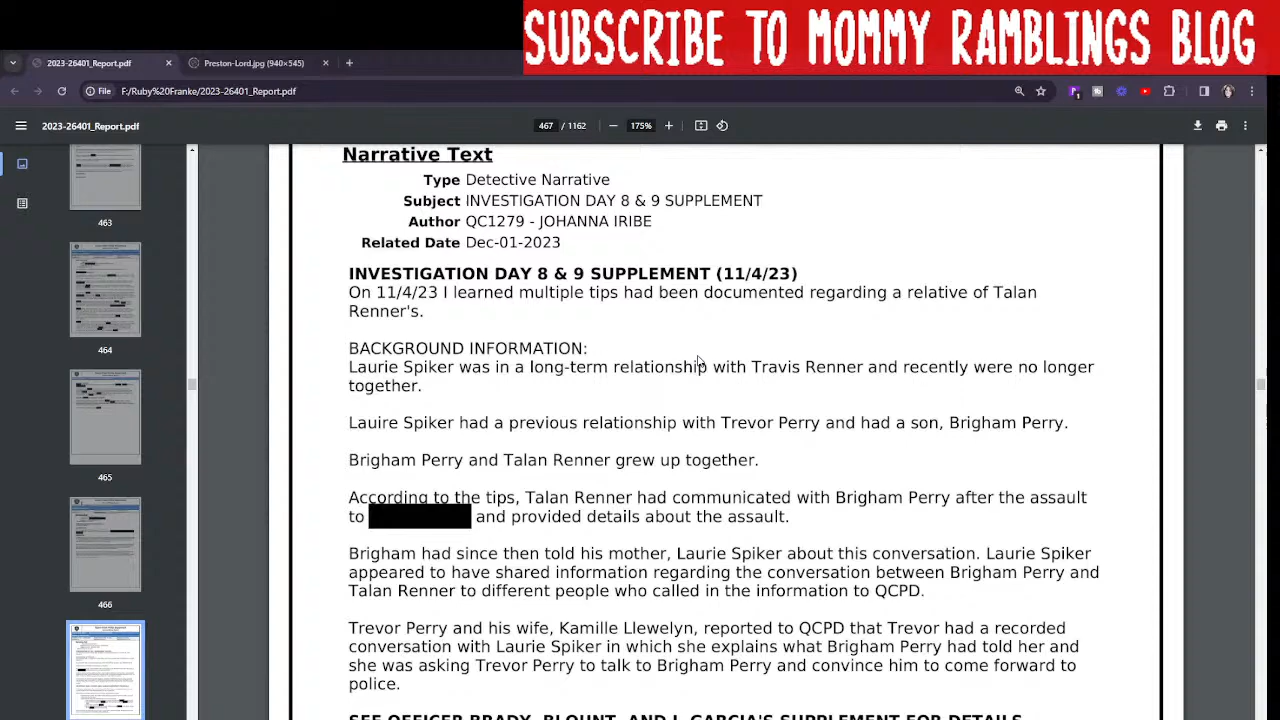 SUBSCRIBE TO MOMMY RAMBLINGS BLOG
2023-26401_Report.pdf
Preston-Lord.jpg (940×545)
File
F:/Ruby%20Franke/2023-26401_Report.pdf
2023-26401_Report.pdf
467 / 1162
175%
463
464
465
466
Narrative Text
Type Detective Narrative
Subject INVESTIGATION DAY 8 & 9 SUPPLEMENT
Author QC1279 - JOHANNA IRIBE
Related Date Dec-01-2023
INVESTIGATION DAY 8 & 9 SUPPLEMENT (11/4/23)
On 11/4/23 I learned multiple tips had been documented regarding a relative of Talan
Renner's.
BACKGROUND INFORMATION:
Spiker was in long-term relationship with Travis Renner and recently were no longer
together.
Lauire Spiker had a previous relationship with Trevor Perry and had a son, Brigham Perry.
Brigham Perry and Talan Renner grew up together.
According to the tips, Talan Renner had communicated with Brigham Perry after the assault
to and provided details about the assault.
Brigham had since then told his mother, Laurie Spiker about this conversation. Laurie Spiker
appeared to have shared information regarding the conversation between Brigham Perry and
Talan Renner to different people who called in the information to QCPD.
Trevor Perry and his Kamille Llewelyn, reported to QCPD that Trevor had a recorded
conversation with Laurie Spiker in which she explains what Brigham Perry had told her and
she was asking Trevor Perry to talk to Brigham Perry and convince him to come forward to
police.
SEE OFFICER BRADY, BLOUNT, AND J. GARCIA'S SUPPLEMENT FOR DETAILS